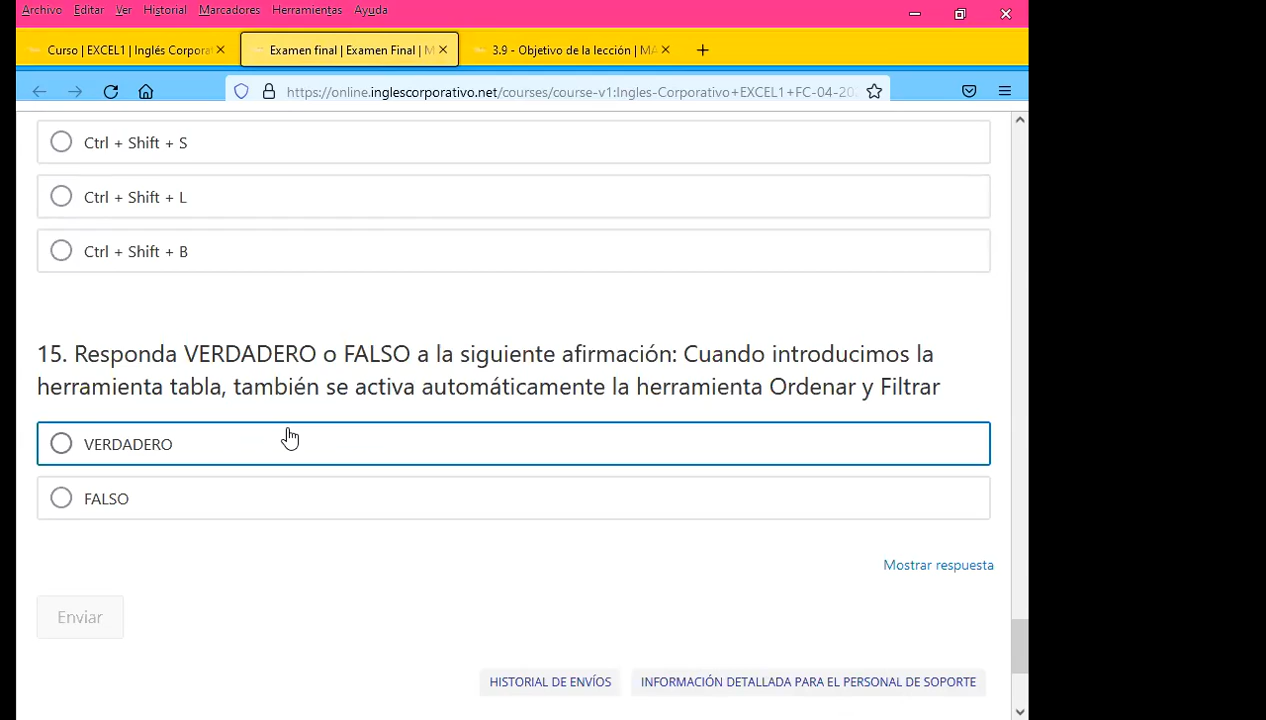 Archivo Editar Ver Historial Marcadores Herramientas Ayuda
Curso | EXCEL1 | Inglés Corporat
Examen final | Examen Final | M
3.9 - Objetivo de la lección | MA
https://online.inglescorporativo.net/courses/course-v1:Ingles-Corporativo+EXCEL1+FC-04-20
Ctrl + Shift + S
Ctrl + Shift + L
Ctrl + Shift + B
15. Responda VERDADERO o FALSO a la siguiente afirmación: Cuando introducimos la
herramienta tabla, también se activa automáticamente la herramienta Ordenar y Filtrar
VERDADERO
FALSO
Mostrar respuesta
Enviar
HISTORIAL DE ENVÍOS
INFORMACIÓN DETALLADA PARA EL PERSONAL DE SOPORTE